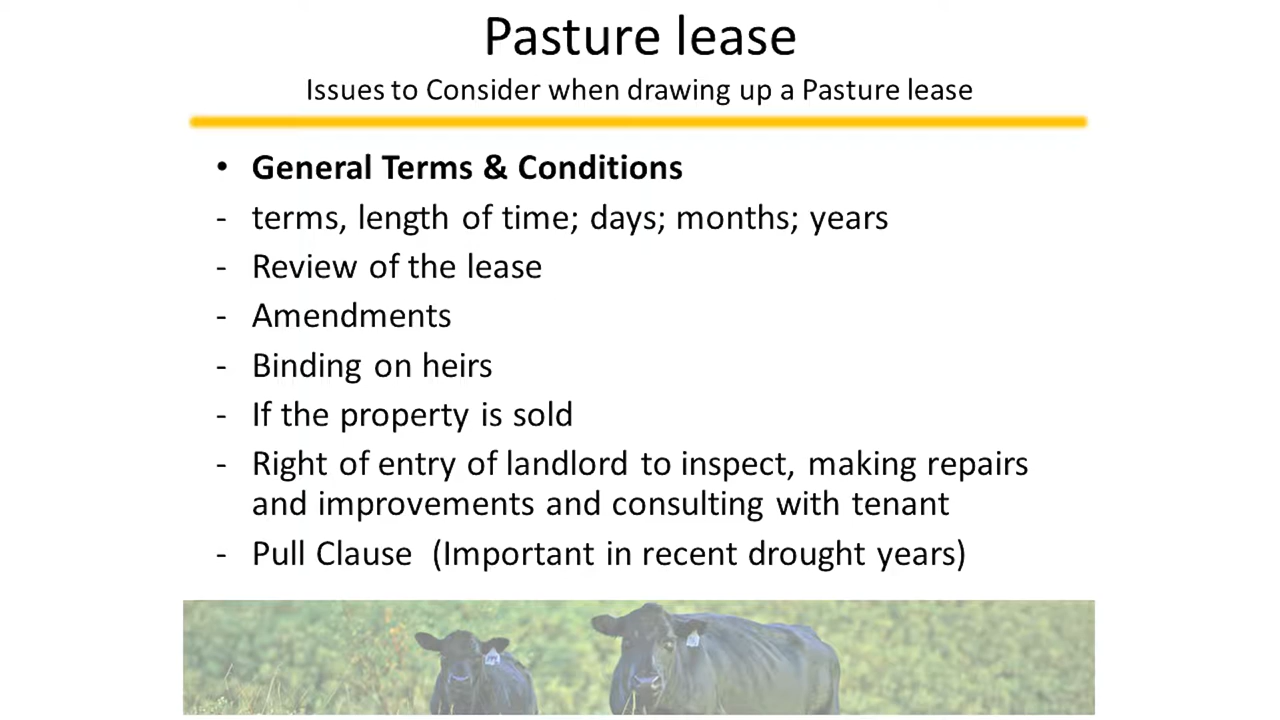 Pasture lease
Issues to Consider when drawing up a Pasture lease
• General Terms & Conditions
- terms, length of time; days; months; years
- Review of the lease
- Amendments
- Binding on heirs
- If the property is sold
- Right of entry of landlord to inspect, making repairs
and improvements and consulting with tenant
- Pull Clause (Important in recent drought years)